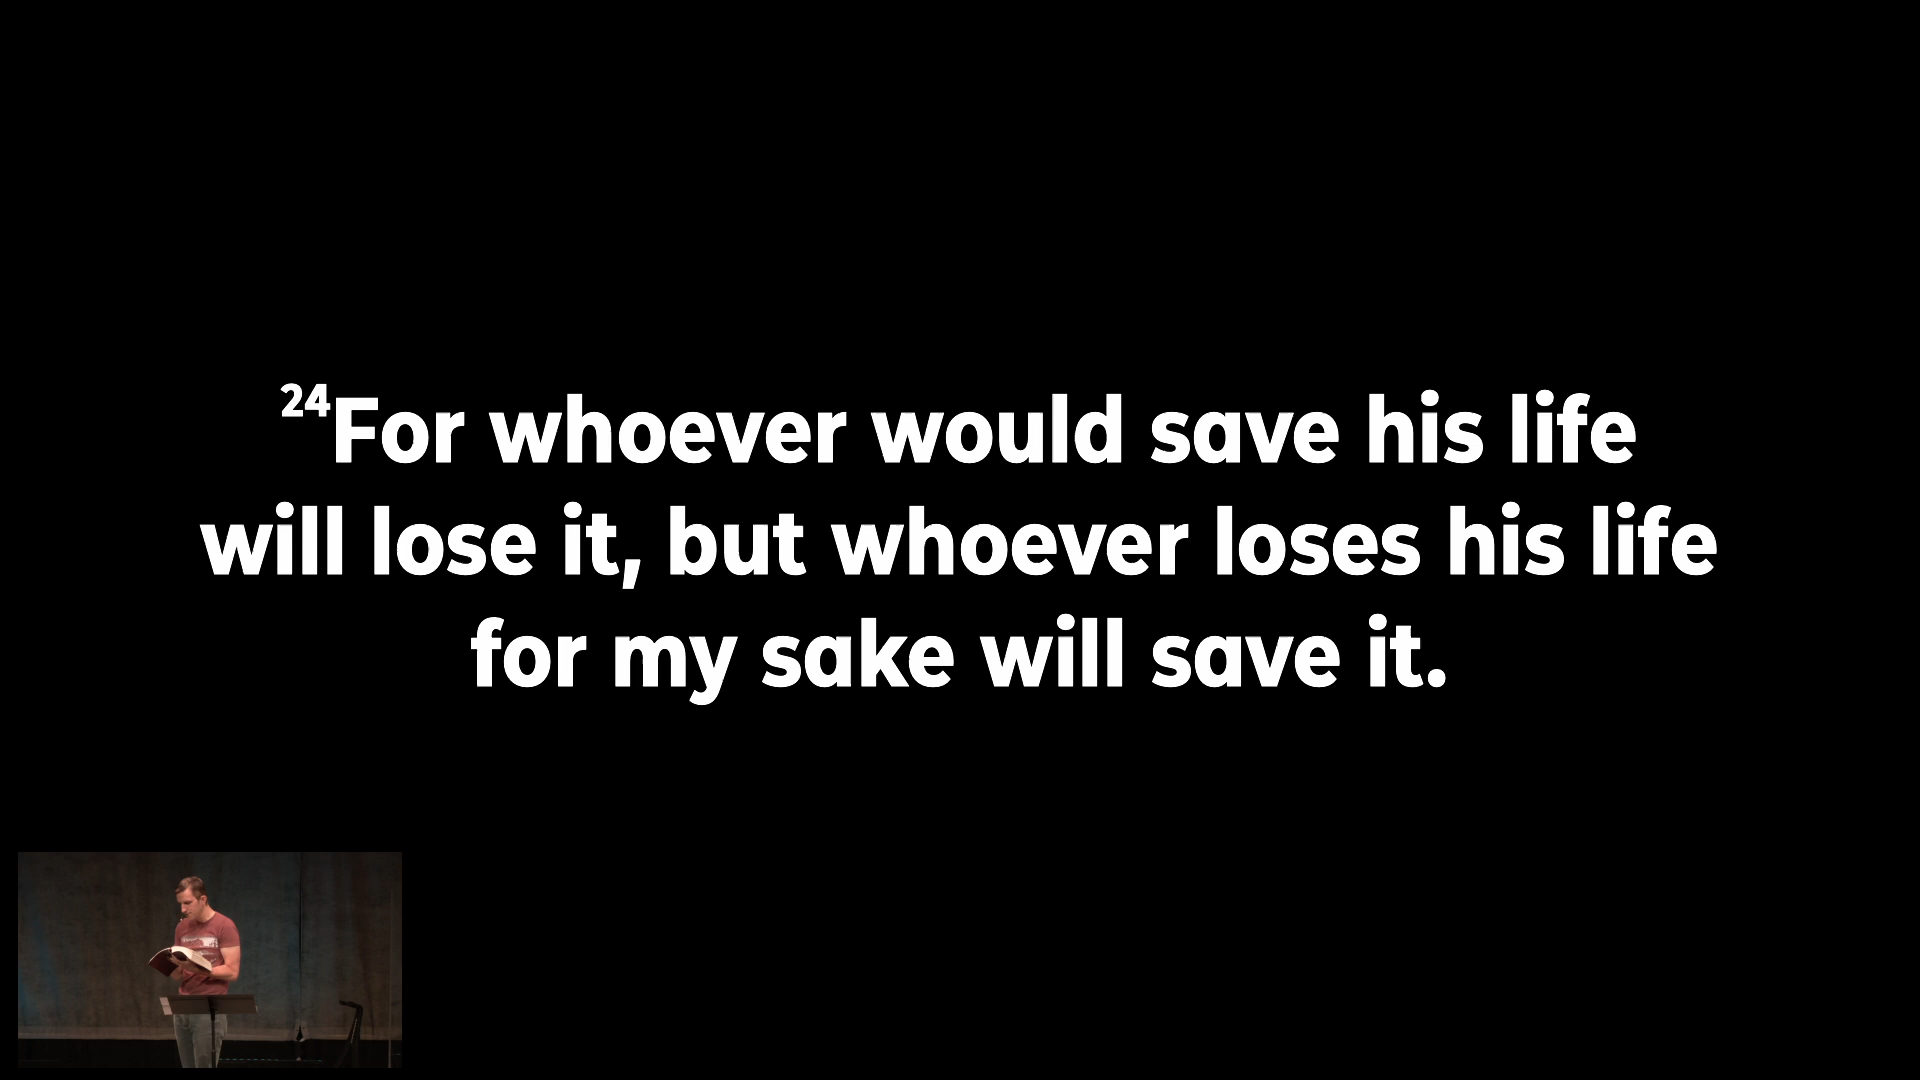 24For whoever would save his life
will lose it, but whoever loses his life
for my sake will save it.